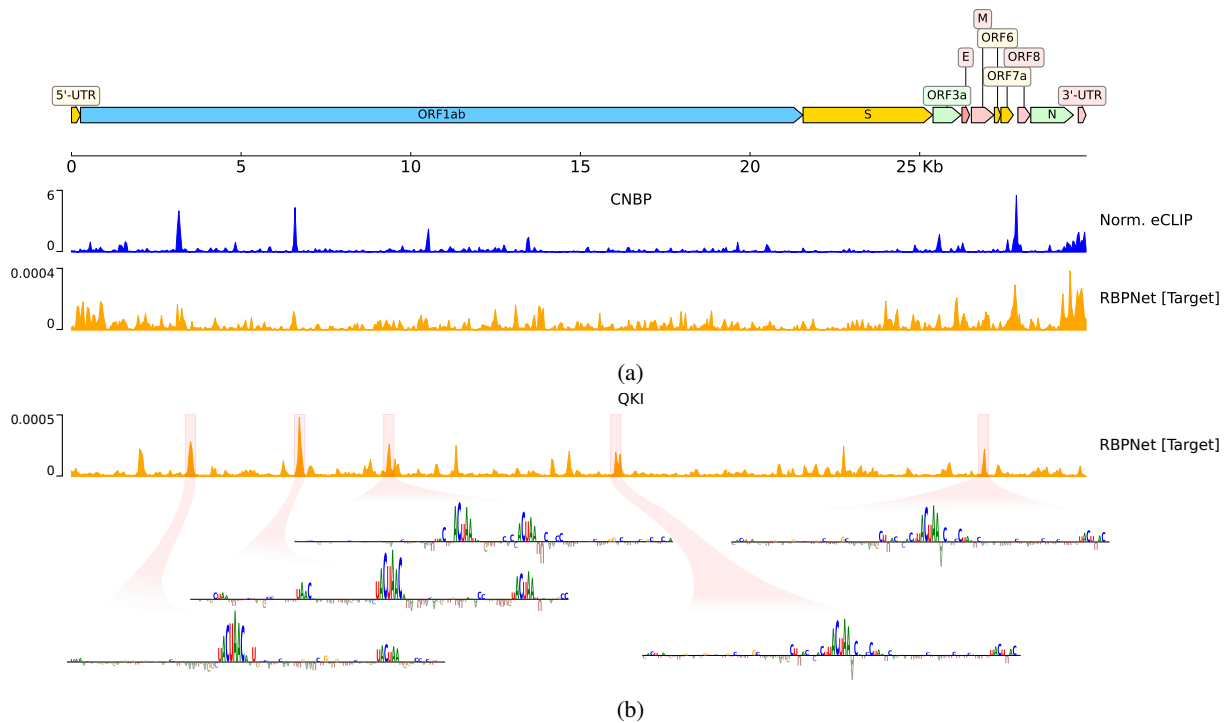 M
ORF6
E
ORF8
ORF7a
5'-UTR
ORF3a
3'-UTR
ORF1ab
S
N
0 5 10 15 20 25 Kb
6
CNBP
Norm. eCLIP
0
0.0004
RBPNet [Target]
0
(a)
QKI
0.0005
RBPNet [Target]
0
(b)